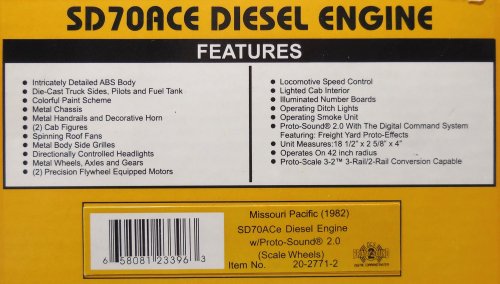 SD70ACE DIESEL ENGINE
FEATURES
• Intricately Detailed ABS Body
• Die-Cast Truck Sides, Pilots and Fuel Tank
• Colorful Paint Scheme
• Metal Chassis
• Metal Handrails and Decorative Horn
• (2) Cab Figures
• Spinning Roof Fans
• Metal Body Side Grilles
• Directionally Controlled Headlights
• Metal Wheels, Axles and Gears
• (2) Precision Flywheel Equipped Motors
• Locomotive Speed Control
• Lighted Cab Interior
• Illuminated Number Boards
• Operating Ditch Lights
• Operating Smoke Unit
• Proto-Sound® 2.0 With The Digital Command System
Featuring: Freight Yard Proto-Effects
• Unit Measures:18 1/2" x 2 5/8" x 4"
• Operates On 42 inch radius
• Proto-Scale 3-2™ 3-Rail/2-Rail Conversion Capable
Missouri Pacific (1982)
SD70ACe Diesel Engine
w/Proto-Sound® 2.0
(Scale Wheels)
Item No. 20-2771-2
6 58081 23396 3